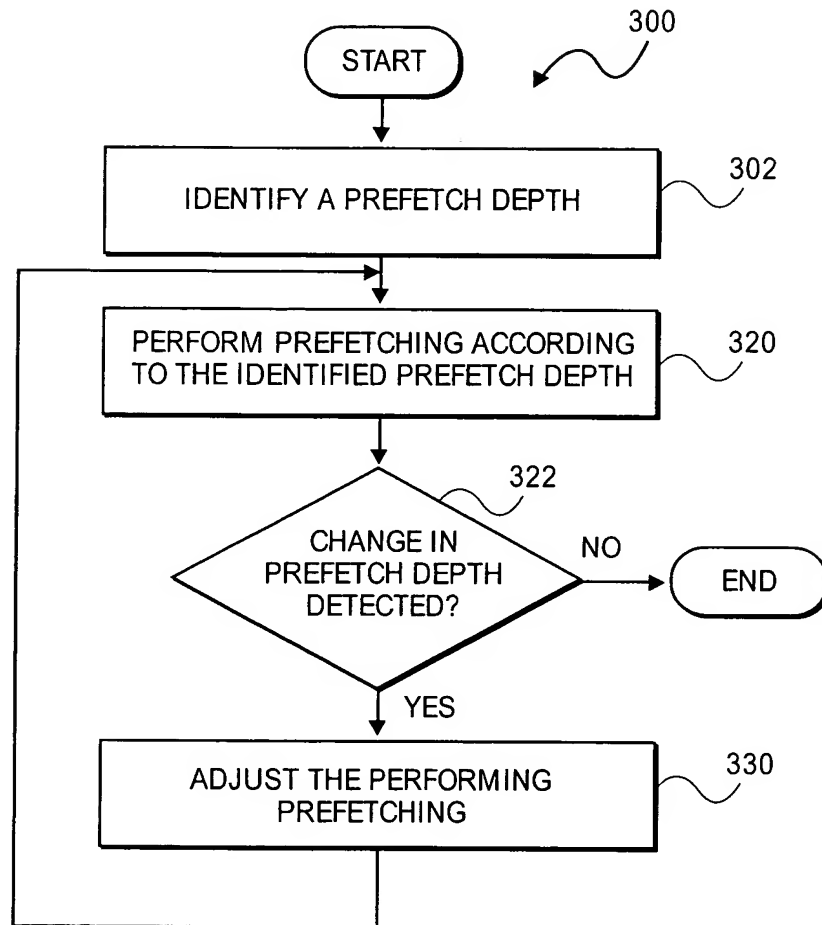 300
START
302
IDENTIFY A PREFETCH DEPTH
PERFORM PREFETCHING ACCORDING
TO THE IDENTIFIED PREFETCH DEPTH
320
322
CHANGE IN
PREFETCH DEPTH
DETECTED?
NO
END
YES
ADJUST THE PERFORMING
PREFETCHING
330